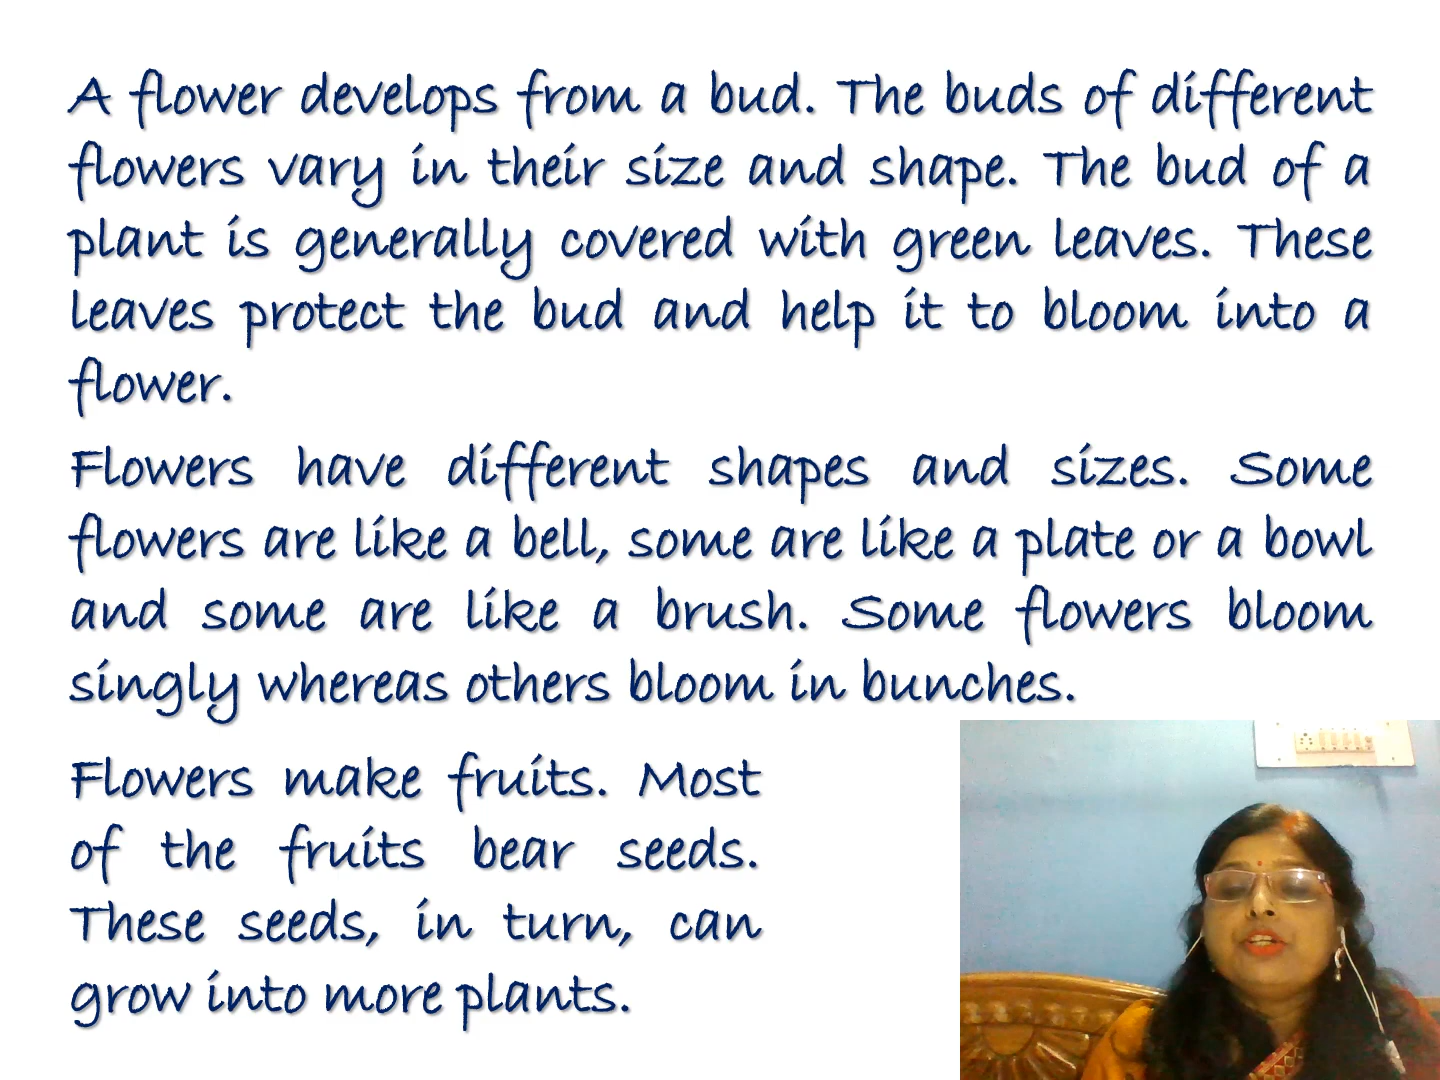 A flower develops from a bud. The buds of different
flowers vary in their size and shape. The bud of a
plant is generally covered with green leaves. These
leaves protect the bud and help it to bloom into a
flower.
Flowers have different shapes and sizes. Some
flowers are like a bell, some are like a plate or a bowl
and some are like a brush. Some flowers bloom
singly whereas others bloom in bunches.
Flowers make fruits. Most
of the fruits bear seeds.
These seeds, in turn, can
grow into more plants.